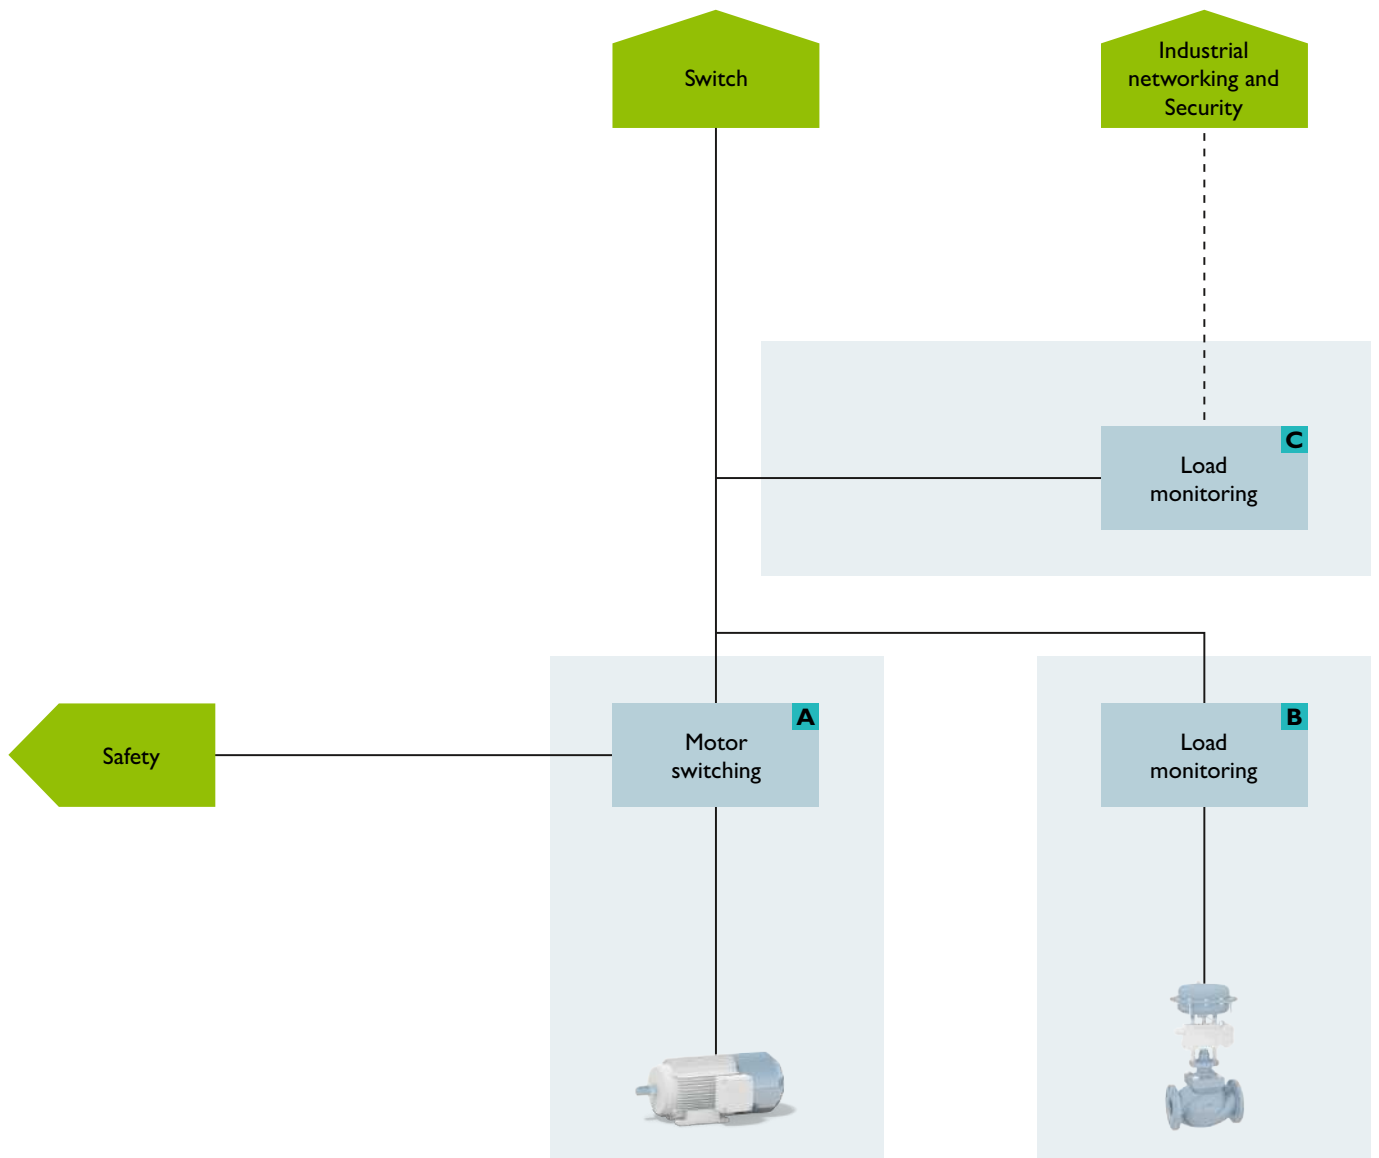 Switch
Industrial
networking and
Security
C
Load
monitoring
Safety
A
Motor
switching
B
Load
monitoring